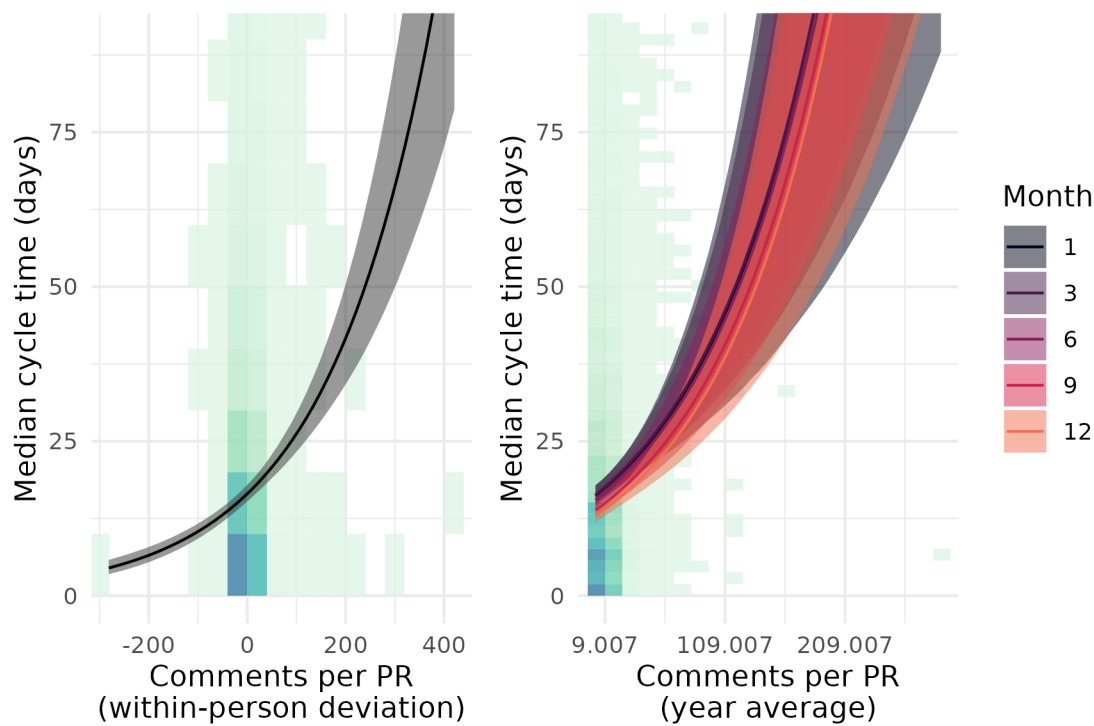 Median cycle time (days)
75
50
25
0
-200 0 200 400
Comments per PR
(within-person deviation)
Median cycle time (days)
75
50
25
0
9.007 109.007 209.007
Comments per PR
(year average)
Month
1
3
6
9
12